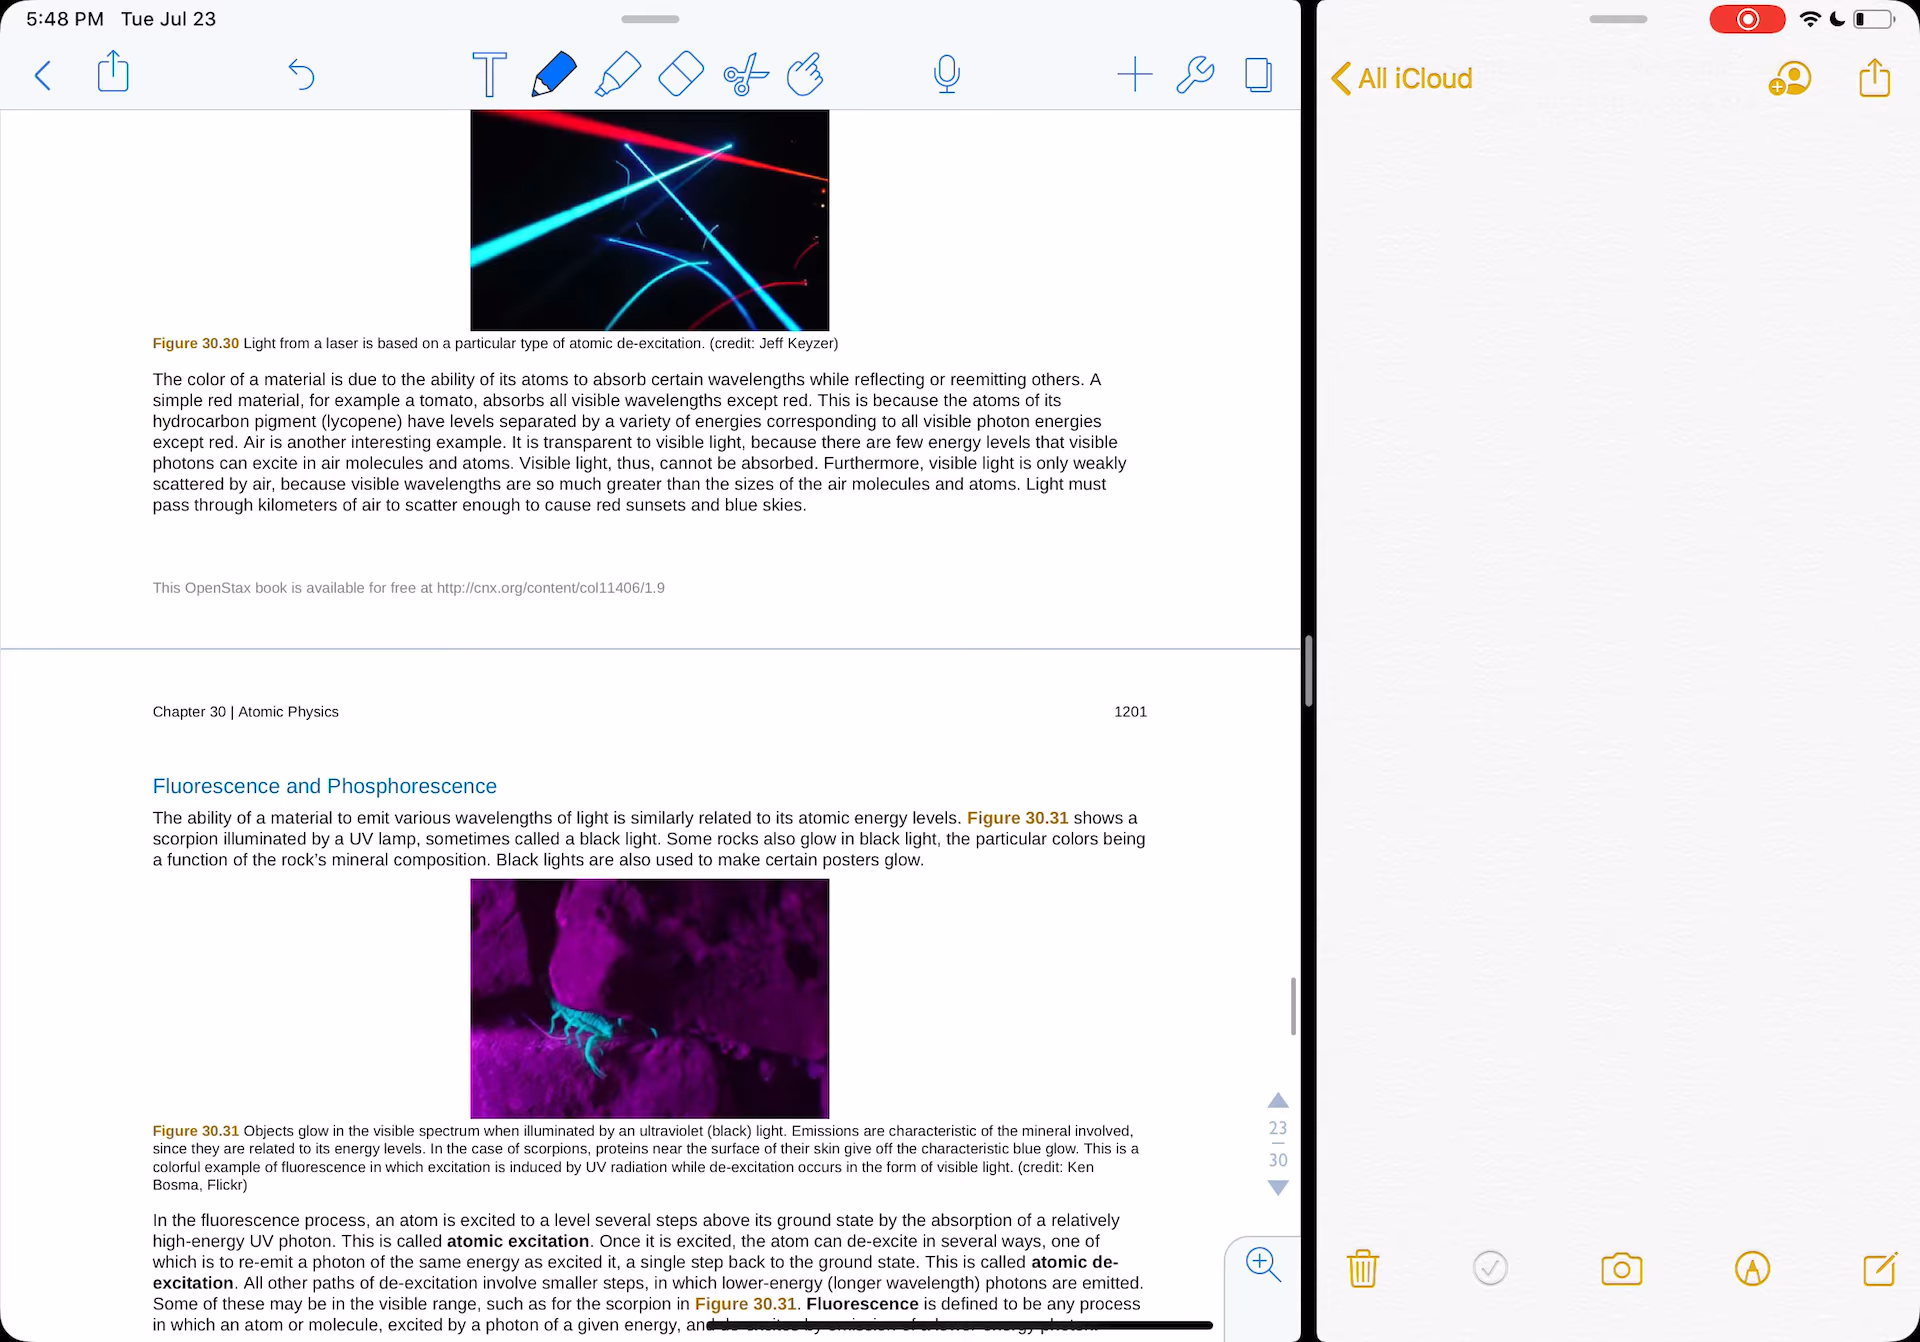 5:48 PM Tue Jul 23
All iCloud
Figure 30.30 Light from a laser is based on a particular type of atomic de-excitation. (credit: Jeff Keyzer)
The color of a material is due to the ability of its atoms to absorb certain wavelengths while reflecting or reemitting others. A
simple red material, for example a tomato, absorbs all visible wavelengths except red. This is because the atoms of its
hydrocarbon pigment (lycopene) have levels separated by a variety of energies corresponding to all visible photon energies
except red. Air is another interesting example. It is transparent to visible light, because there are few energy levels that visible
photons can excite in air molecules and atoms. Visible light, thus, cannot be absorbed. Furthermore, visible light is only weakly
scattered by air, because visible wavelengths are so much greater than the sizes of the air molecules and atoms. Light must
pass through kilometers of air to scatter enough to cause red sunsets and blue skies.
This OpenStax book is available for free at http://cnx.org/content/col11406/1.9
Chapter 30 | Atomic Physics 1201
Fluorescence and Phosphorescence
The ability of a material to emit various wavelengths of light is similarly related to its atomic energy levels. Figure 30.31 shows a
scorpion illuminated by a UV lamp, sometimes called a black light. Some rocks also glow in black light, the particular colors being
a function of the rock's mineral composition. Black lights are also used to make certain posters glow.
Figure 30.31 Objects glow in the visible spectrum when illuminated by an ultraviolet (black) light. Emissions are characteristic of the mineral involved,
since they are related to its energy levels. In the case of scorpions, proteins near the surface of their skin give off the characteristic blue glow. This is a
colorful example of fluorescence in which excitation is induced by UV radiation while de-excitation occurs in the form of visible light. (credit: Ken
Bosma, Flickr)
23
30
In the fluorescence process, an atom is excited to a level several steps above its ground state by the absorption of a relatively
high-energy UV photon. This is called atomic excitation. Once it is excited, the atom can de-excite in several ways, one of
which is to re-emit a photon of the same energy as excited it, a single step back to the ground state. This is called atomic de-
excitation. All other paths of de-excitation involve smaller steps, in which lower-energy (longer wavelength) photons are emitted.
Some of these may be in the visible range, such as for the scorpion in Figure 30.31. Fluorescence is defined to be any process
in which an atom or molecule, excited by a photon of a given energy, and de-excites by emission of a lower-energy photon.